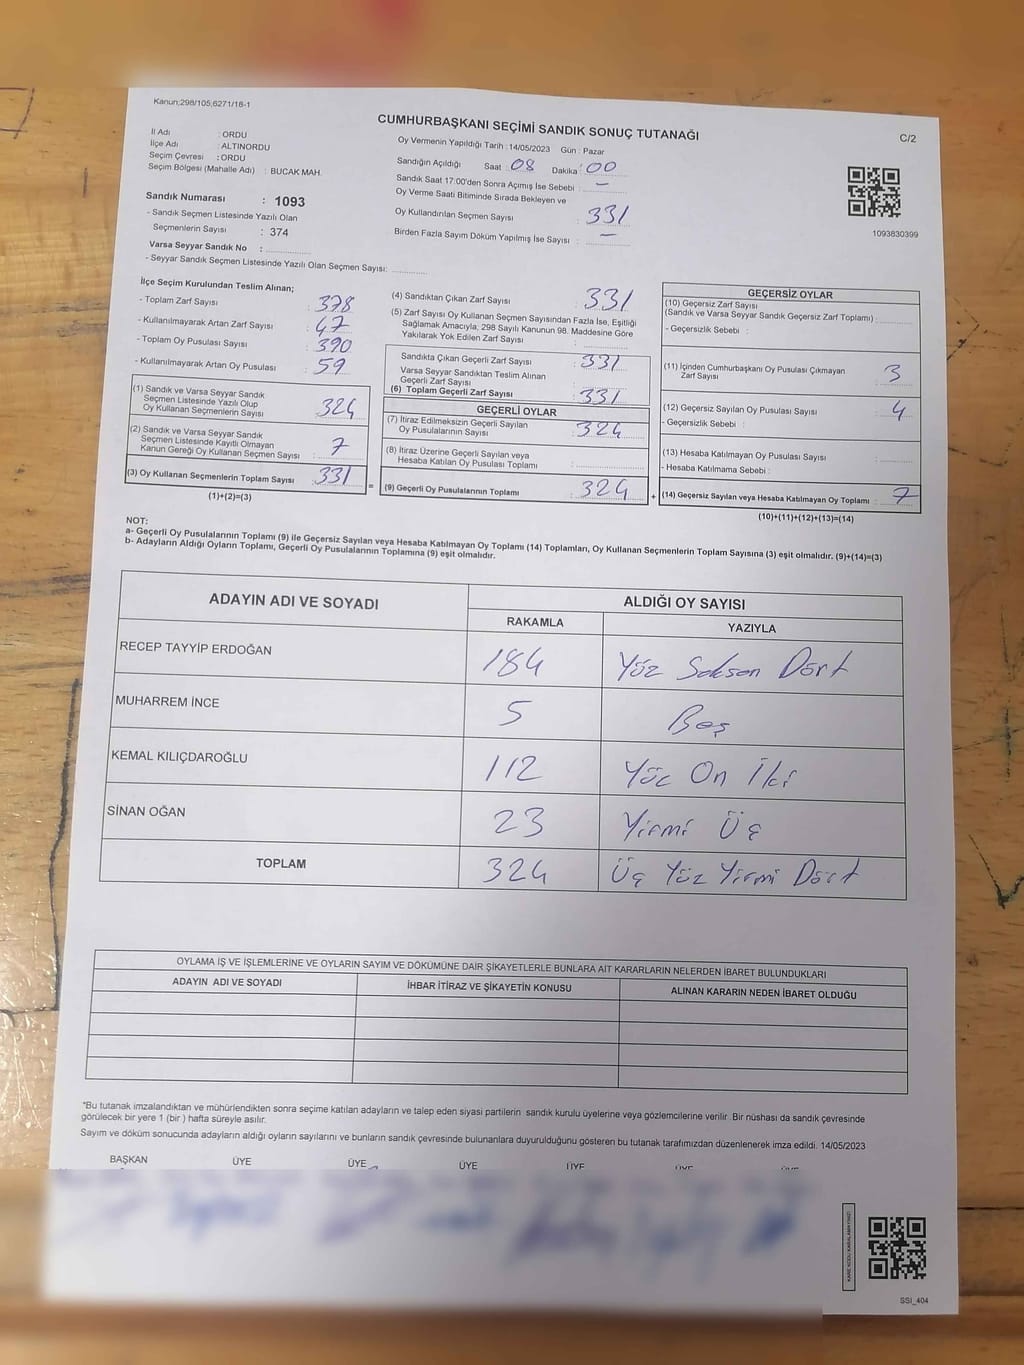 Kanun;298/105,6271/18-1
CUMHURBAŞKANI SEÇİMİ SANDIK SONUÇ TUTANAĞI
C/2
İl Adı : ORDU
İlçe Adı : ALTINORDU
Seçim Çevresi : ORDU
Seçim Bölgesi (Mahalle Adı) : BUCAK MAH.
Sandık Numarası : 1093
- Sandık Seçmen Listesinde Yazılı Olan
Seçmenlerin Sayısı : 374
Varsa Seyyar Sandık No :
- Seyyar Sandık Seçmen Listesinde Yazılı Olan Seçmen Sayısı:
Oy Vermenin Yapıldığı Tarih : 14/05/2023 Gün : Pazar
Sandığın Açıldığı Saat : 08 Dakika : 00
Sandık Saat 17:00'den Sonra Açımış İse Sebebi : –
Oy Verme Saati Bitiminde Sırada Bekleyen ve
Oy Kullandırılan Seçmen Sayısı : 331
Birden Fazla Sayım Döküm Yapılmış İse Sayısı : –
1093830399
İlçe Seçim Kurulundan Teslim Alınan;
- Toplam Zarf Sayısı : 378
- Kullanılmayarak Artan Zarf Sayısı : 47
- Toplam Oy Pusulası Sayısı : 390
- Kullanılmayarak Artan Oy Pusulası : 59
(1) Sandık ve Varsa Seyyar Sandık
Seçmen Listesinde Yazılı Olup
Oy Kullanan Seçmenlerin Sayısı : 324
(2) Sandık ve Varsa Seyyar Sandık
Seçmen Listesinde Kayıtlı Olmayan
Kanun Gereği Oy Kullanan Seçmen Sayısı : 7
(3) Oy Kullanan Seçmenlerin Toplam Sayısı : 331
(1)+(2)=(3)
=
(4) Sandıktan Çıkan Zarf Sayısı : 331
(5) Zarf Sayısı Oy Kullanan Seçmen Sayısından Fazla İse, Eşitliği
Sağlamak Amacıyla, 298 Sayılı Kanunun 98. Maddesine Göre
Yakılarak Yok Edilen Zarf Sayısı :
Sandıkta Çıkan Geçerli Zarf Sayısı : 331
Varsa Seyyar Sandıktan Teslim Alınan
Geçerli Zarf Sayısı :
(6) Toplam Geçerli Zarf Sayısı : 331
GEÇERLİ OYLAR
(7) İtiraz Edilmeksizin Geçerli Sayılan
Oy Pusulalarının Sayısı : 324
(8) İtiraz Üzerine Geçerli Sayılan veya
Hesaba Katılan Oy Pusulası Toplamı :
(9) Geçerli Oy Pusulalarının Toplamı : 324
+
GEÇERSİZ OYLAR
(10) Geçersiz Zarf Sayısı
(Sandık ve Varsa Seyyar Sandık Geçersiz Zarf Toplamı) :
- Geçersizlik Sebebi :
(11) İçinden Cumhurbaşkanı Oy Pusulası Çıkmayan
Zarf Sayısı : 3
(12) Geçersiz Sayılan Oy Pusulası Sayısı : 4
- Geçersizlik Sebebi :
(13) Hesaba Katılmayan Oy Pusulası Sayısı :
- Hesaba Katılmama Sebebi :
(14) Geçersiz Sayılan veya Hesaba Katılmayan Oy Toplamı : 7
(10)+(11)+(12)+(13)=(14)
NOT:
a- Geçerli Oy Pusulalarının Toplamı (9) ile Geçersiz Sayılan veya Hesaba Katılmayan Oy Toplamı (14) Toplamları, Oy Kullanan Seçmenlerin Toplam Sayısına (3) eşit olmalıdır. (9)+(14)=(3)
b- Adayların Aldığı Oyların Toplamı, Geçerli Oy Pusulalarının Toplamına (9) eşit olmalıdır.
ADAYIN ADI VE SOYADI
ALDIĞI OY SAYISI
RAKAMLA YAZIYLA
RECEP TAYYİP ERDOĞAN 184 Yüz Seksen Dört
MUHARREM İNCE 5 Beş
KEMAL KILIÇDAROĞLU 112 Yüz On İki
SİNAN OĞAN 23 Yirmi Üç
TOPLAM 324 Üç Yüz Yirmi Dört
OYLAMA İŞ VE İŞLEMLERİNE VE OYLARIN SAYIM VE DÖKÜMÜNE DAİR ŞİKAYETLERLE BUNLARA AİT KARARLARIN NELERDEN İBARET BULUNDUKLARI
ADAYIN ADI VE SOYADI İHBAR İTİRAZ VE ŞİKAYETİN KONUSU ALINAN KARARIN NEDEN İBARET OLDUĞU
*Bu tutanak imzalandıktan ve mühürlendikten sonra seçime katılan adayların ve talep eden siyasi partilerin sandık kurulu üyelerine veya gözlemcilerine verilir. Bir nüshası da sandık çevresinde
görülecek bir yere 1 (bir) hafta süreyle asılır.
Sayım ve döküm sonucunda adayların aldığı oyların sayılarını ve bunların sandık çevresinde bulunanlara duyurulduğunu gösteren bu tutanak tarafımızdan düzenlenerek imza edildi. 14/05/2023
BAŞKAN ÜYE ÜYE ÜYE ÜYE ÜYE ÜYE
SSI_404